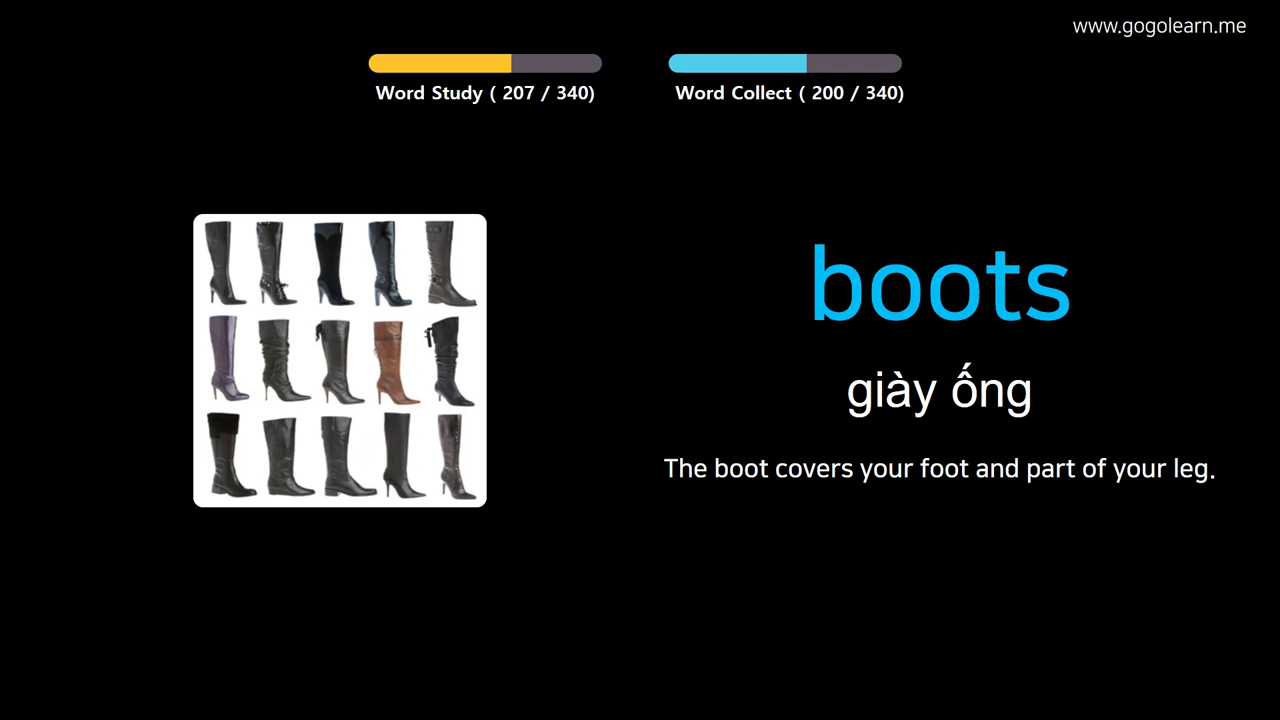 www.gogolearn.me
Word Study ( 207 / 340)
Word Collect ( 200 / 340)
boots
giày ống
The boot covers your foot and part of your leg.